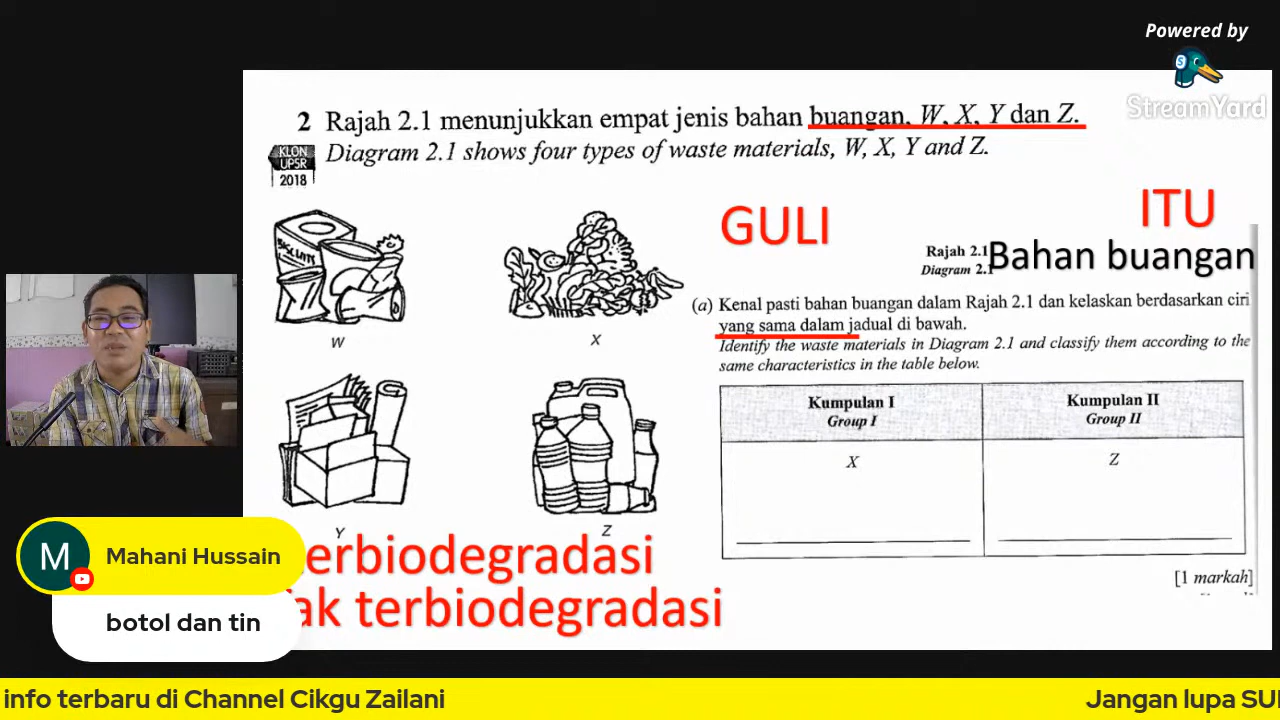 Powered by
StreamYard
2 Rajah 2.1 menunjukkan empat jenis bahan buangan, W, X, Y dan Z.
Diagram 2.1 shows four types of waste materials, W, X, Y and Z.
KLON
UPSR
2018
GULI
ITU
Rajah 2.1
Diagram 2.1
Bahan buangan
W
X
(a) Kenal pasti bahan buangan dalam Rajah 2.1 dan kelaskan berdasarkan ciri
yang sama dalam jadual di bawah.
Identify the waste materials in Diagram 2.1 and classify them according to the
same characteristics in the table below.
Kumpulan I
Group I
Kumpulan II
Group II
X
Z
Y
Z
[1 markah]
terbiodegradasi
Tak terbiodegradasi
M
Mahani Hussain
botol dan tin
info terbaru di Channel Cikgu Zailani
Jangan lupa SU